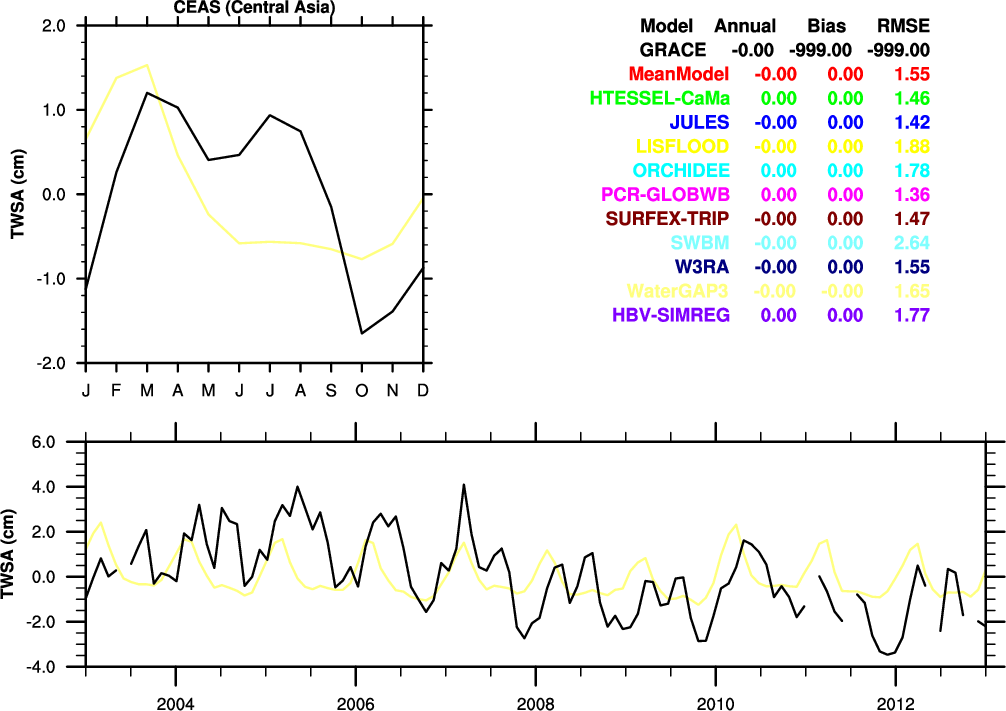 CEAS (Central Asia)
2.0
1.0
0.0
-1.0
-2.0
TWSA (cm)
J F M A M J J A S O N D
Model Annual Bias RMSE
GRACE -0.00 -999.00 -999.00
MeanModel -0.00 0.00 1.55
HTESSEL-CaMa 0.00 0.00 1.46
JULES -0.00 0.00 1.42
LISFLOOD -0.00 0.00 1.88
ORCHIDEE 0.00 0.00 1.78
PCR-GLOBWB 0.00 0.00 1.36
SURFEX-TRIP -0.00 0.00 1.47
SWBM -0.00 0.00 2.64
W3RA -0.00 0.00 1.55
WaterGAP3 -0.00 -0.00 1.65
HBV-SIMREG 0.00 0.00 1.77
6.0
4.0
2.0
0.0
-2.0
-4.0
TWSA (cm)
2004 2006 2008 2010 2012